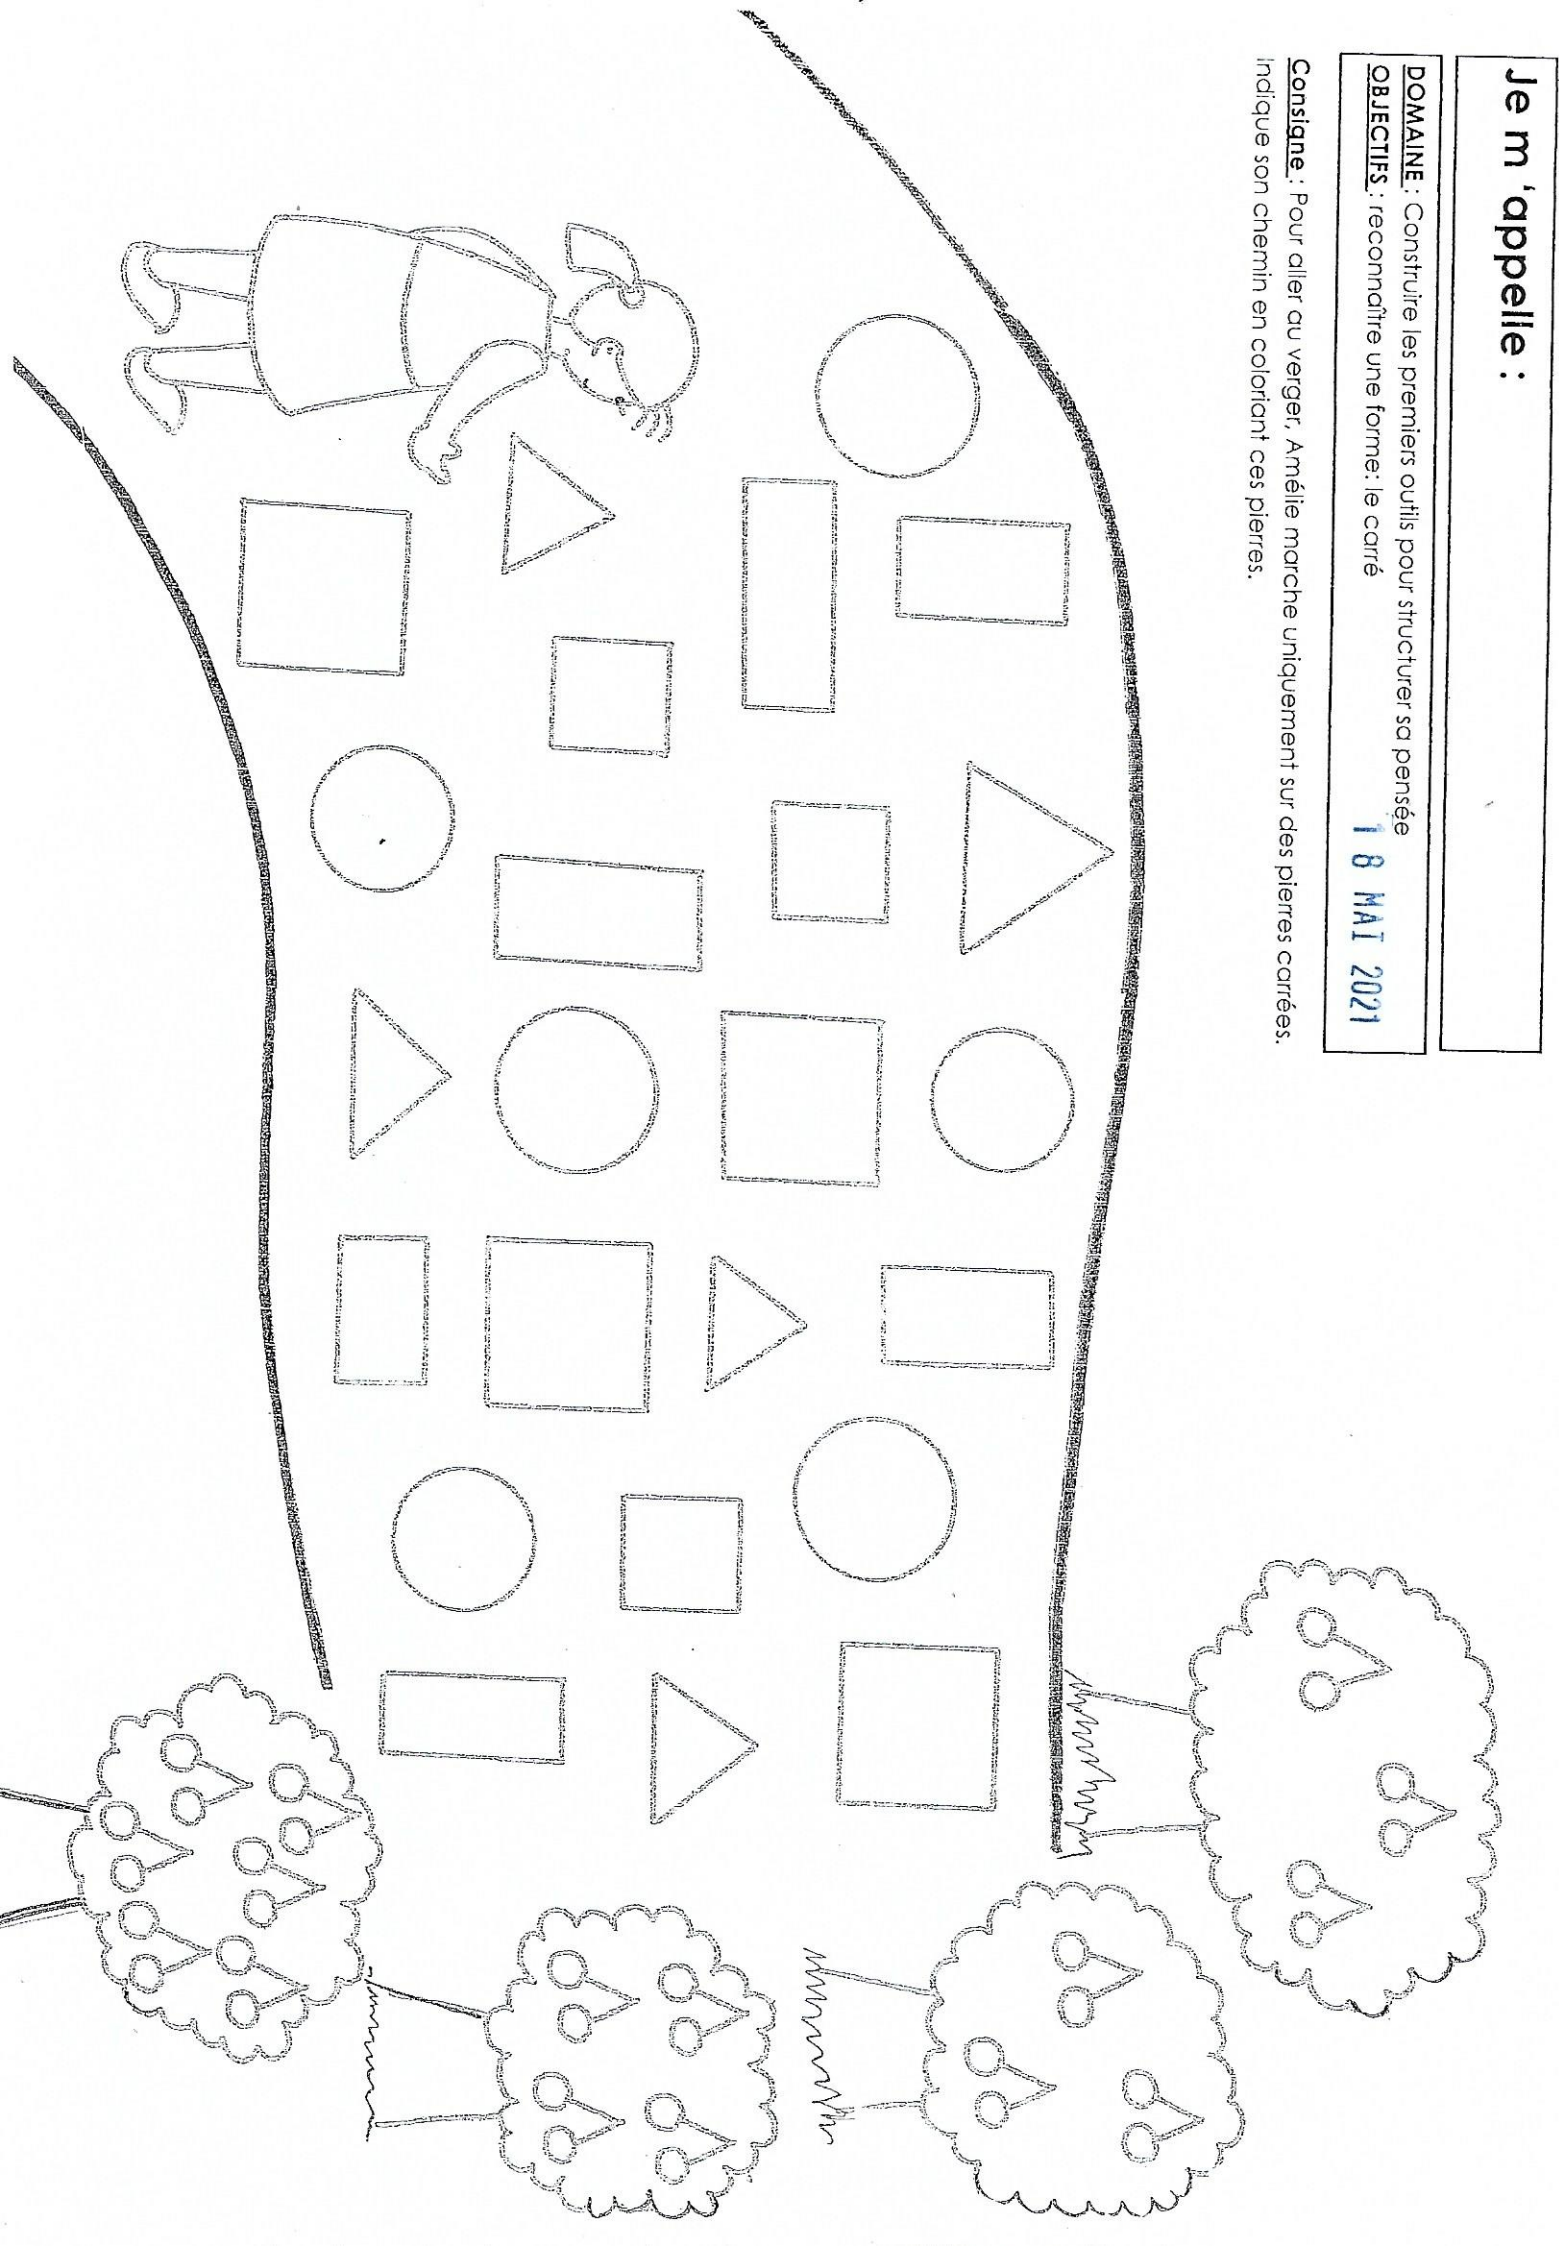 Je m 'appelle :
DOMAINE : Construire les premiers outils pour structurer sa pensée
OBJECTIFS : reconnaître une forme: le carré
18 MAI 2021
Consigne : Pour aller au verger, Amélie marche uniquement sur des pierres carrées.
Indique son chemin en coloriant ces pierres.